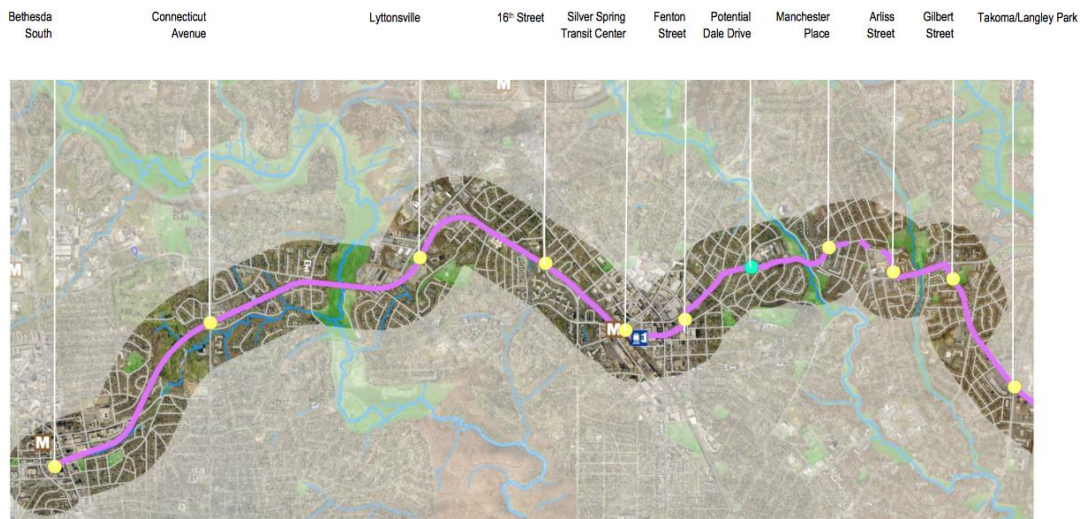 Bethesda
South
Connecticut
Avenue
Lyttonsville
16th Street
Silver Spring
Transit Center
Fenton
Street
Potential
Dale Drive
Manchester
Place
Arliss
Street
Gilbert
Street
Takoma/Langley Park
M
M
M
M